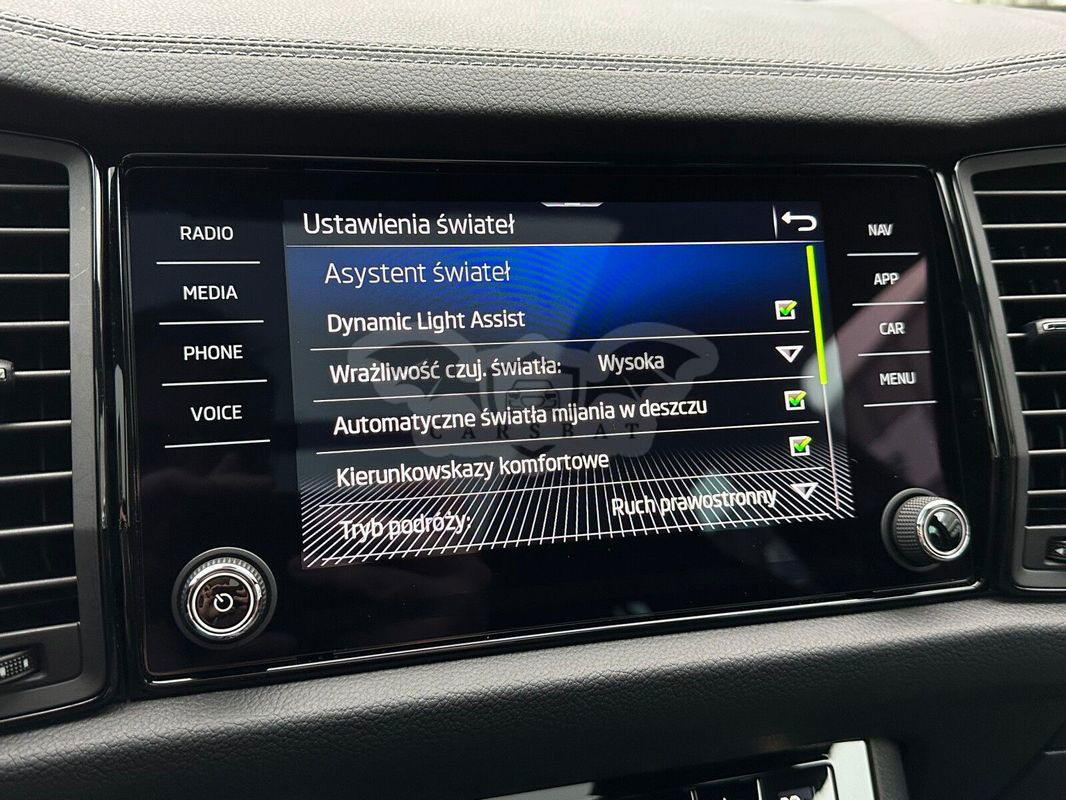 RADIO
MEDIA
PHONE
VOICE
Ustawienia świateł
Asystent świateł
Dynamic Light Assist
Wrażliwość czuj. światła: Wysoka
Automatyczne światła mijania w deszczu
Kierunkowskazy komfortowe
Tryb podróży: Ruch prawostronny
CARSBAT
NAV
APP
CAR
MENU